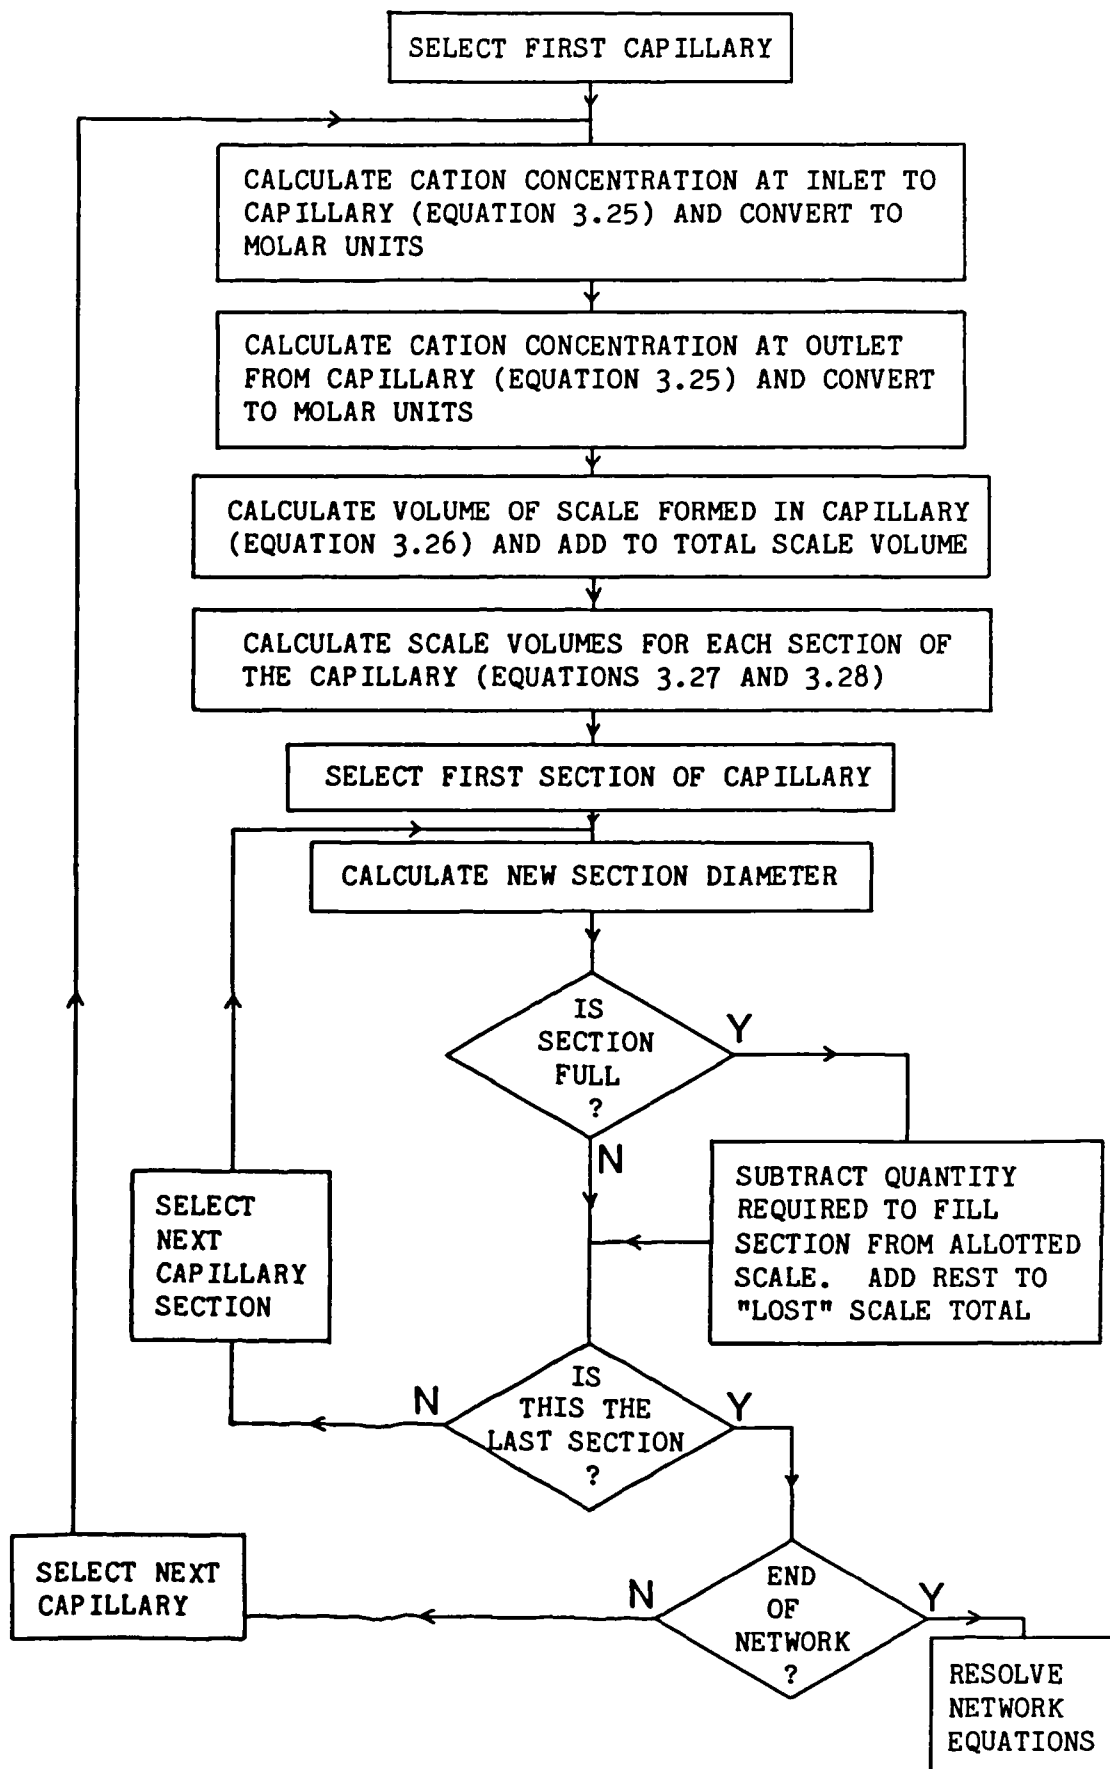 SELECT FIRST CAPILLARY
CALCULATE CATION CONCENTRATION AT INLET TO
CAPILLARY (EQUATION 3.25) AND CONVERT TO
MOLAR UNITS
CALCULATE CATION CONCENTRATION AT OUTLET
FROM CAPILLARY (EQUATION 3.25) AND CONVERT
TO MOLAR UNITS
CALCULATE VOLUME OF SCALE FORMED IN CAPILLARY
(EQUATION 3.26) AND ADD TO TOTAL SCALE VOLUME
CALCULATE SCALE VOLUMES FOR EACH SECTION OF
THE CAPILLARY (EQUATIONS 3.27 AND 3.28)
SELECT FIRST SECTION OF CAPILLARY
CALCULATE NEW SECTION DIAMETER
IS
SECTION
FULL
?
Y
N
SUBTRACT QUANTITY
REQUIRED TO FILL
SECTION FROM ALLOTTED
SCALE. ADD REST TO
"LOST" SCALE TOTAL
SELECT
NEXT
CAPILLARY
SECTION
IS
THIS THE
LAST SECTION
?
N
Y
END
OF
NETWORK
?
N
Y
SELECT NEXT
CAPILLARY
RESOLVE
NETWORK
EQUATIONS